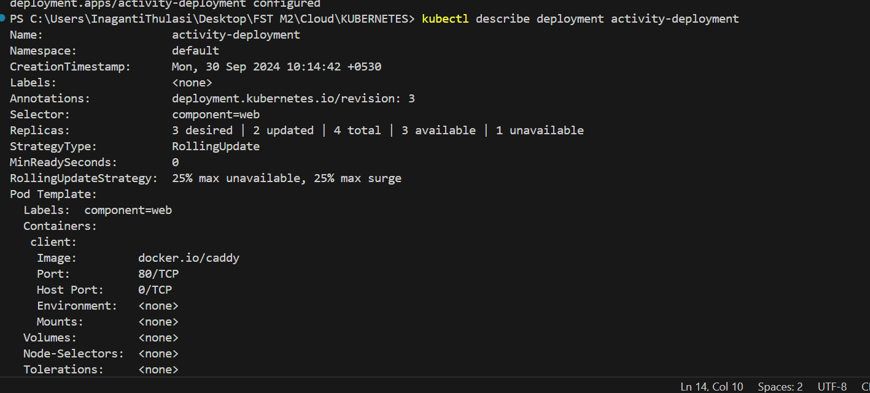 deployment.apps/activity-deployment configured
PS C:\Users\InagantiThulasi\Desktop\FST M2\Cloud\KUBERNETES> kubectl describe deployment activity-deployment
Name:                   activity-deployment
Namespace:              default
CreationTimestamp:      Mon, 30 Sep 2024 10:14:42 +0530
Labels:                 <none>
Annotations:            deployment.kubernetes.io/revision: 3
Selector:               component=web
Replicas:               3 desired | 2 updated | 4 total | 3 available | 1 unavailable
StrategyType:           RollingUpdate
MinReadySeconds:        0
RollingUpdateStrategy:  25% max unavailable, 25% max surge
Pod Template:
  Labels:  component=web
  Containers:
   client:
    Image:         docker.io/caddy
    Port:          80/TCP
    Host Port:     0/TCP
    Environment:   <none>
    Mounts:        <none>
  Volumes:         <none>
  Node-Selectors:  <none>
  Tolerations:     <none>
Ln 14, Col 10 Spaces: 2 UTF-8